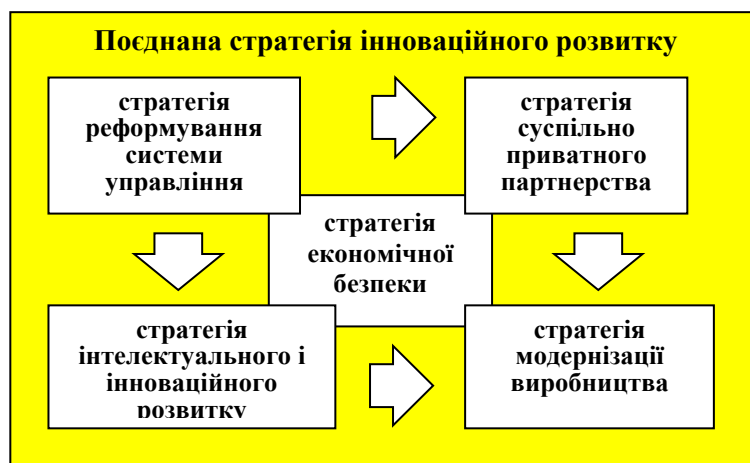 Поєднана стратегія інноваційного розвитку
стратегія
реформування
системи
управління
стратегія
суспільно
приватного
партнерства
стратегія
економічної
безпеки
стратегія
інтелектуального і
інноваційного
розвитку
стратегія
модернізації
виробництва